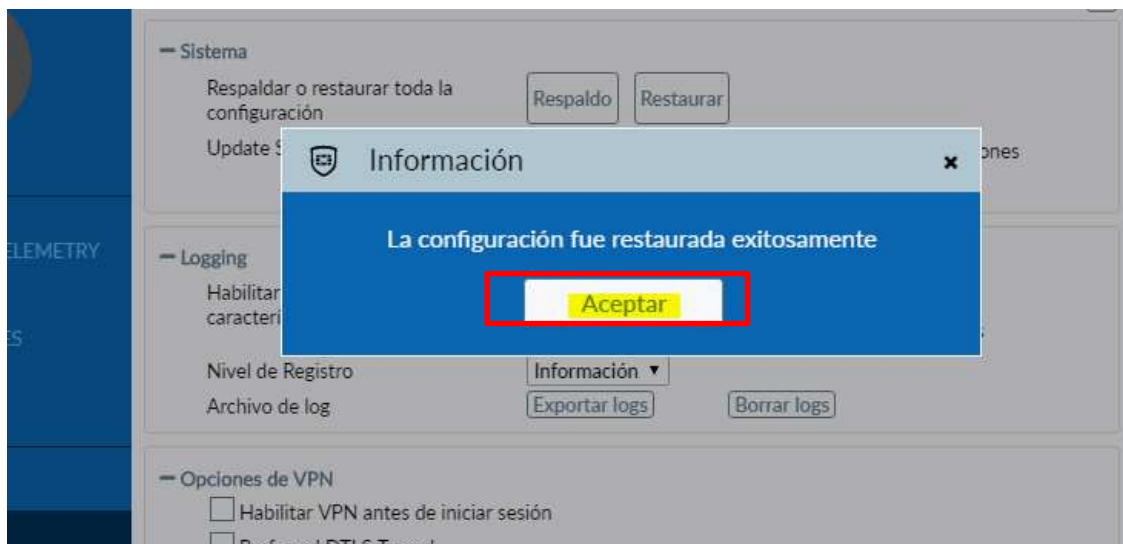 Sistema
Respaldar o restaurar toda la
configuración
Respaldo Restaurar
Update
ones
Información
La configuración fue restaurada exitosamente
Aceptar
ELEMETRY
ES
Logging
Habilitar
caracterí
Nivel de Registro Información
Archivo de log Exportar logs Borrar logs
Opciones de VPN
Habilitar VPN antes de iniciar sesión